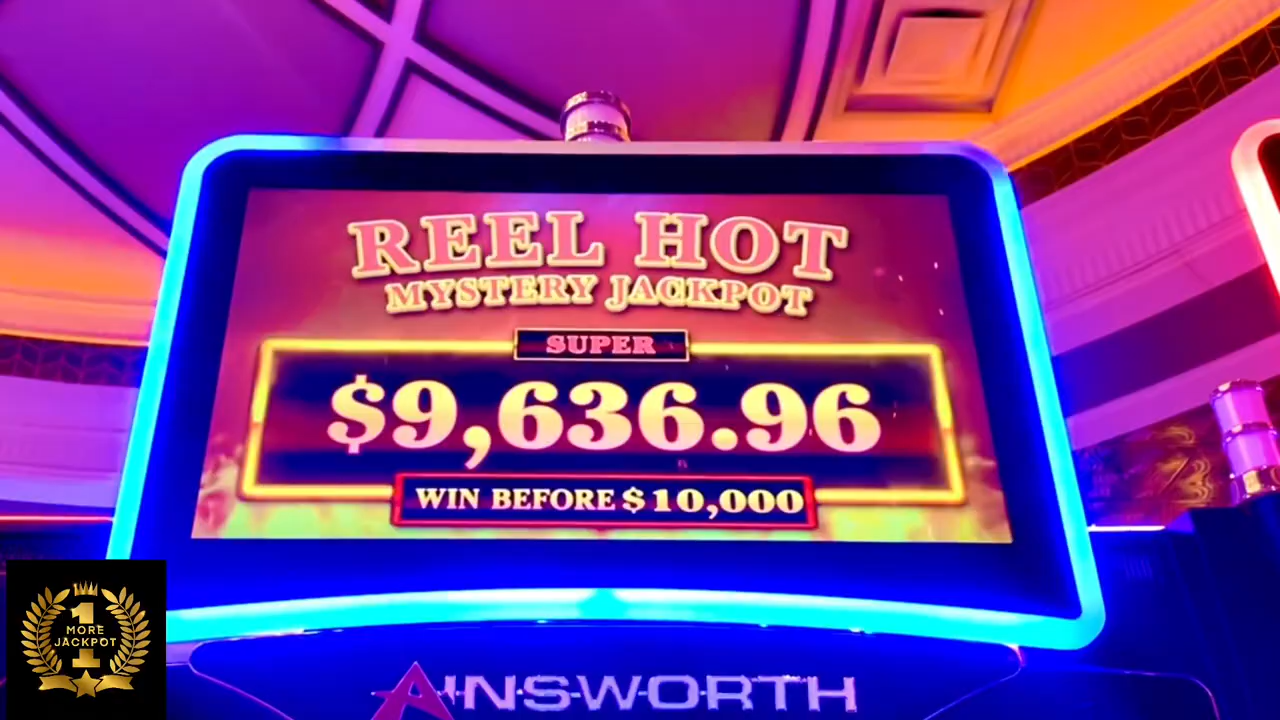 REEL HOT
MYSTERY JACKPOT
SUPER
$9,636.96
WIN BEFORE $10,000
AINSWORTH
1
MORE
JACKPOT